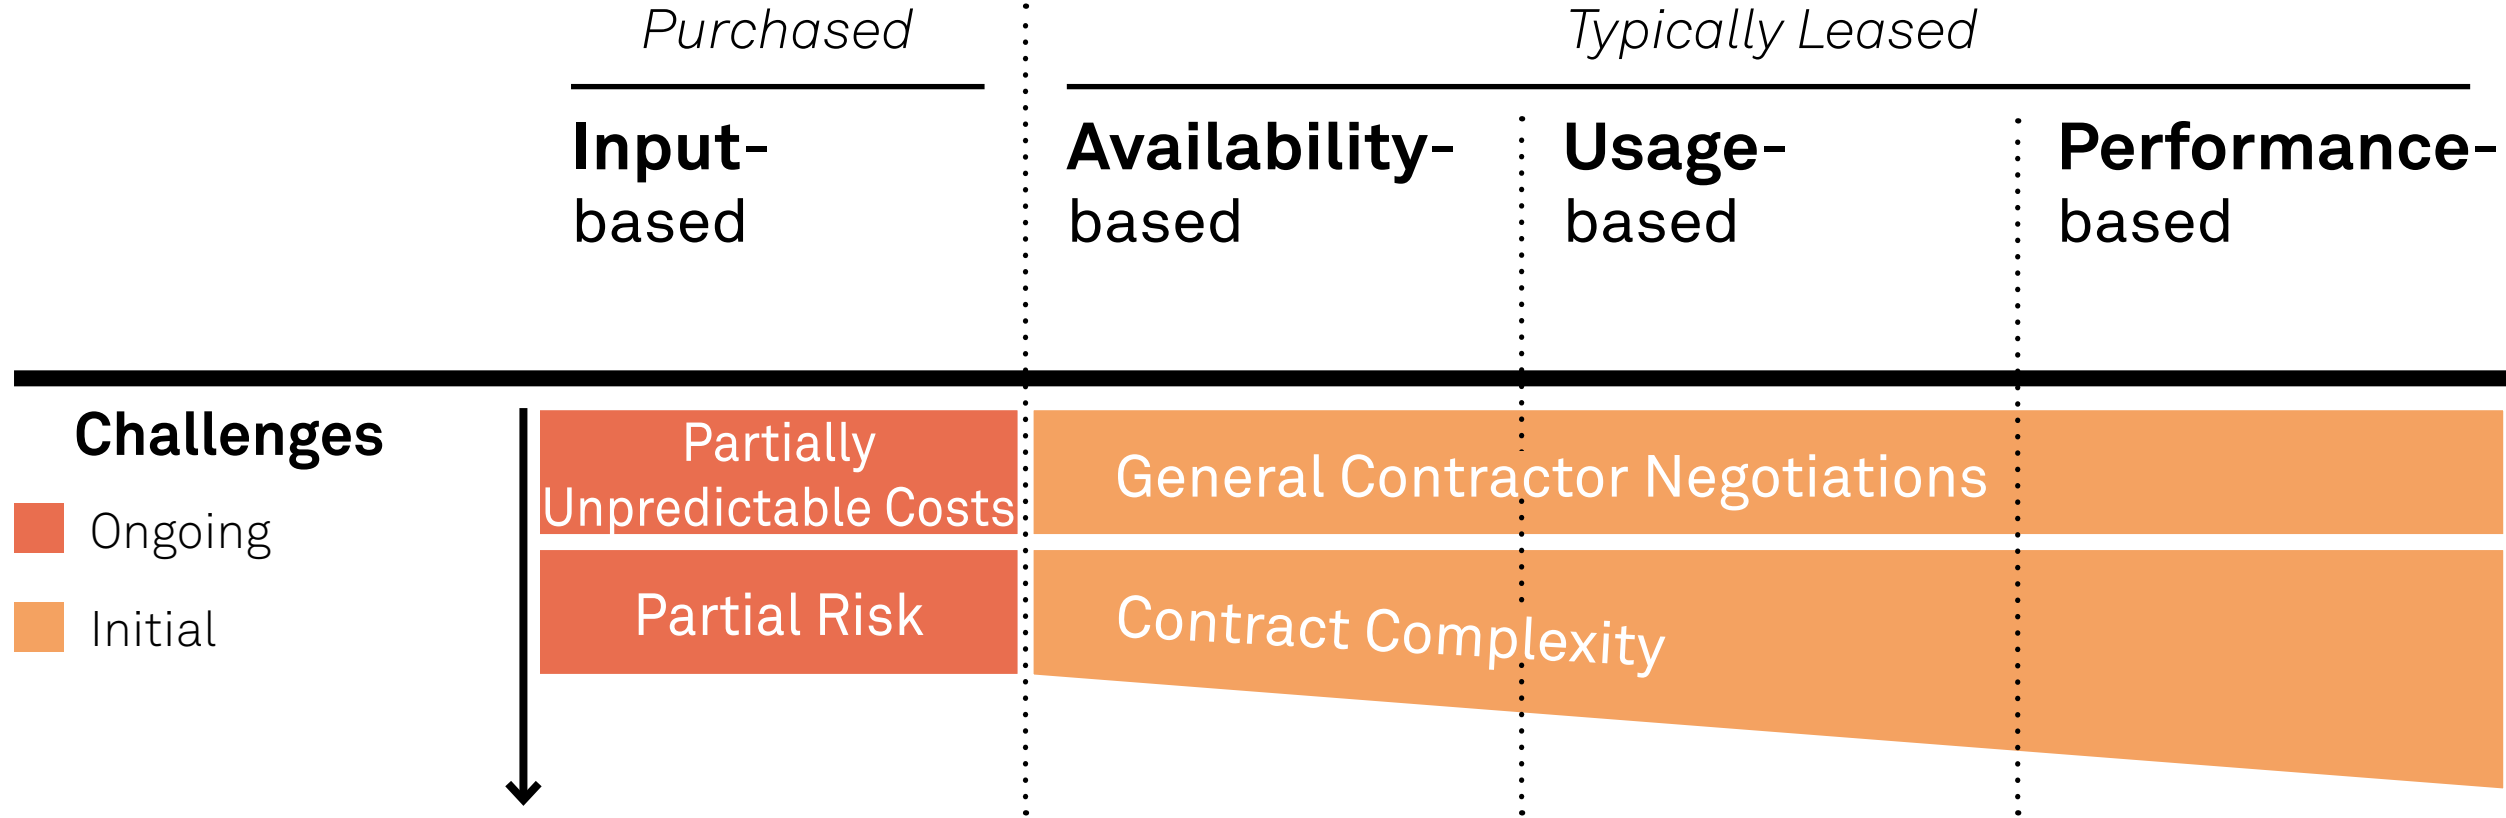 Purchased
Typically Leased
Input-
based
Availability-
based
Usage-
based
Performance-
based
Challenges
Ongoing
Initial
Partially
Unpredictable Costs
General Contractor Negotiations
Partial Risk
Contract Complexity